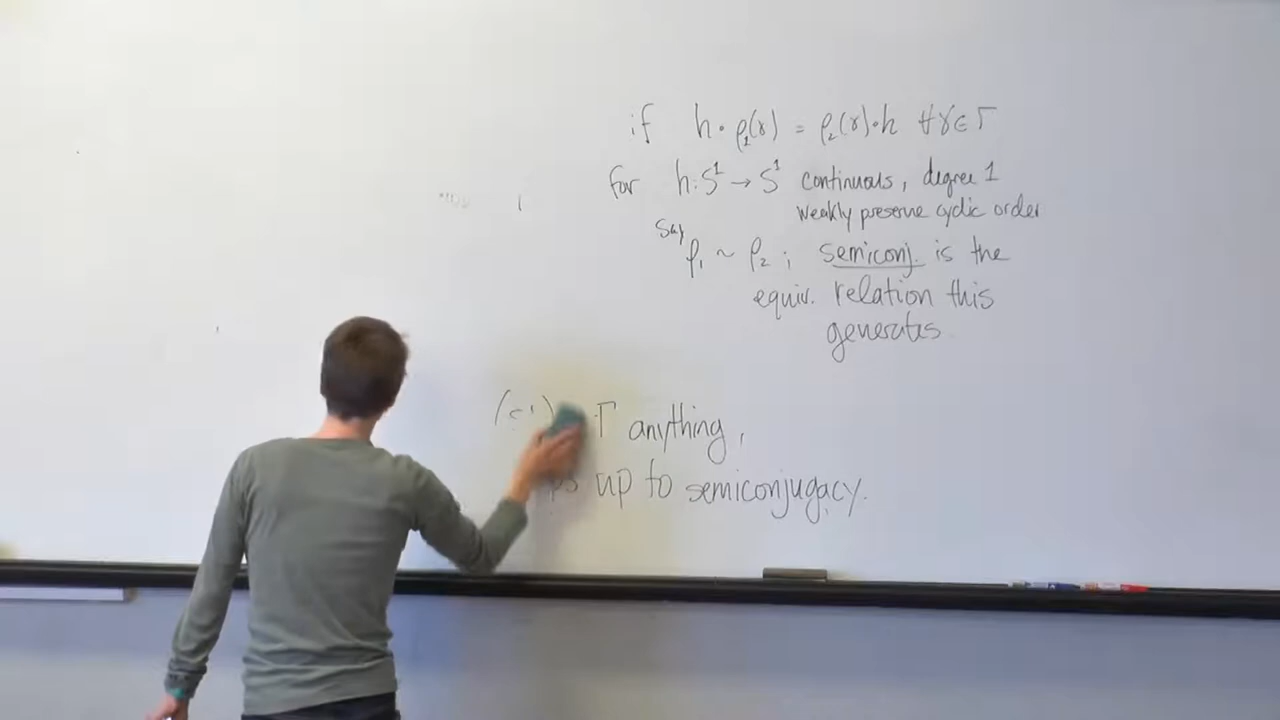 if h∘ρ₁(γ) = ρ₂(γ)∘h ∀γ∈Γ
for h:S¹→S¹ continuous, degree 1
weakly preserve cyclic order
Say
ρ₁ ~ ρ₂ ; semiconj. is the
equiv. relation this
generates
Γ anything,
up to semiconjugacy.